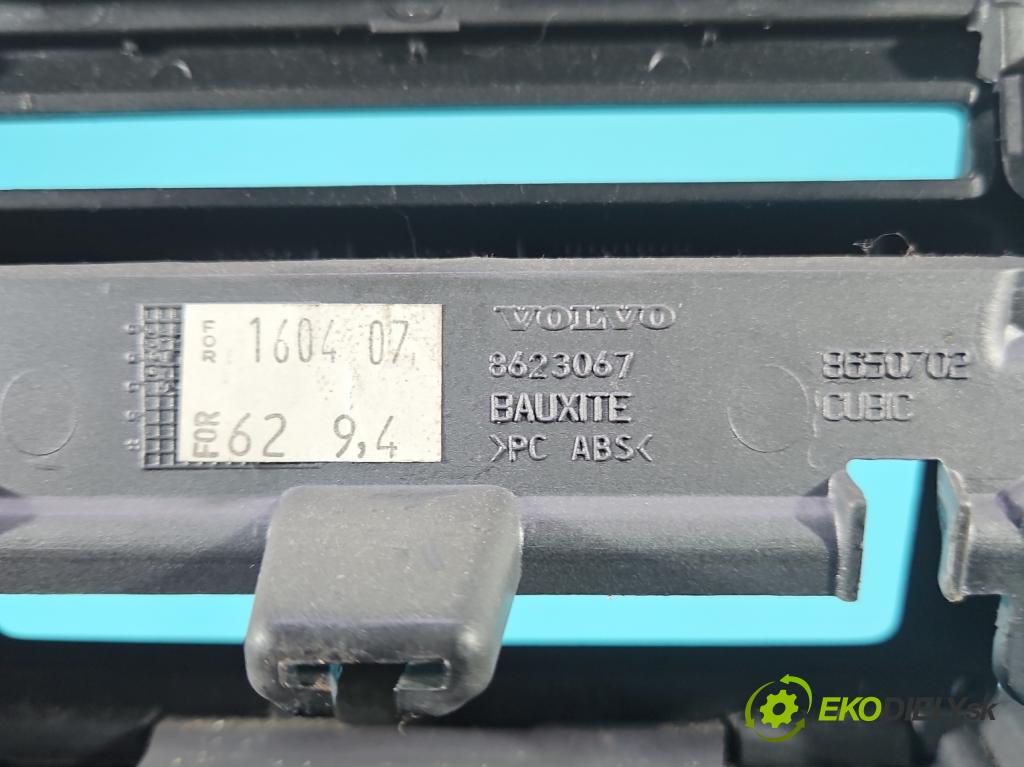 FOR 1604 07
FOR 62 9,4
VOLVO
8623067
BAUXITE
>PC ABS<
8650702
CUBIC
EKODIELY.sk